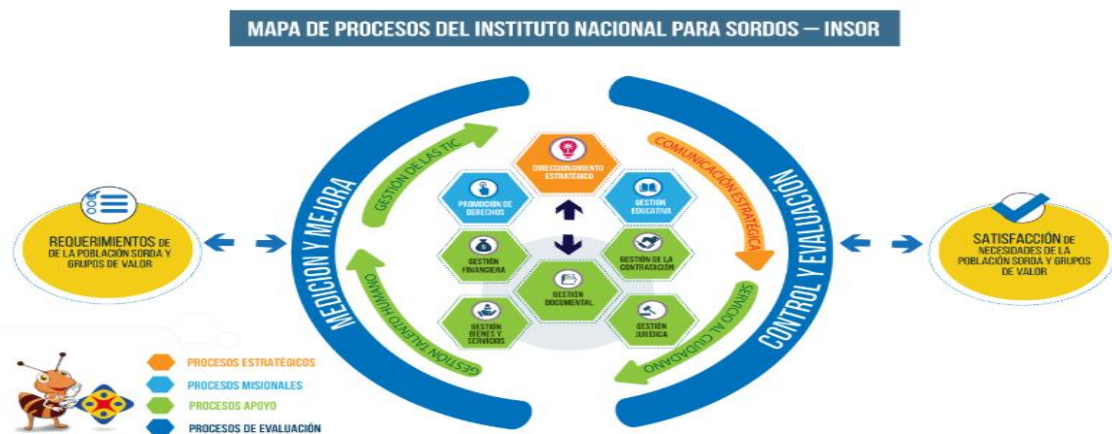 MAPA DE PROCESOS DEL INSTITUTO NACIONAL PARA SORDOS – INSOR
REQUERIMIENTOS DE
DE LA POBLACIÓN SORDA Y
GRUPOS DE VALOR
MEDICION Y MEJORA
GESTIÓN DE LAS TIC
GESTIÓN TALENTO HUMANO
DIRECCIONAMIENTO
ESTRATÉGICO
PROMOCIÓN DE
DERECHOS
GESTIÓN
EDUCATIVA
GESTIÓN
FINANCIERA
GESTIÓN DE LA
CONTRATACIÓN
GESTIÓN
DOCUMENTAL
GESTIÓN
BIENES Y
SERVICIOS
GESTIÓN
JURÍDICA
COMUNICACIÓN ESTRATÉGICA
SERVICIO AL CIUDADANO
CONTROL Y EVALUACIÓN
SATISFACCIÓN DE
NECESIDADES DE LA
POBLACIÓN SORDA Y GRUPOS
DE VALOR
PROCESOS ESTRATÉGICOS
PROCESOS MISIONALES
PROCESOS APOYO
PROCESOS DE EVALUACIÓN